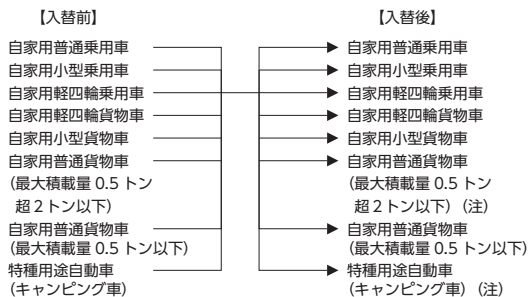 【入替前】
自家用普通乗用車
自家用小型乗用車
自家用軽四輪乗用車
自家用軽四輪貨物車
自家用小型貨物車
自家用普通貨物車
（最大積載量 0.5 トン
超２トン以下）
自家用普通貨物車
（最大積載量 0.5 トン以下）
特種用途自動車
（キャンピング車）
【入替後】
自家用普通乗用車
自家用小型乗用車
自家用軽四輪乗用車
自家用軽四輪貨物車
自家用小型貨物車
自家用普通貨物車
（最大積載量 0.5 トン
超２トン以下）（注）
自家用普通貨物車
（最大積載量 0.5 トン以下）
特種用途自動車
（キャンピング車）（注）